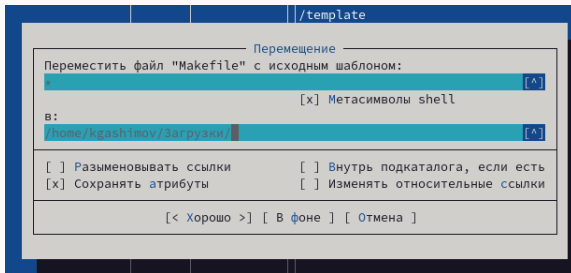 /template
Перемещение
Переместить файл "Makefile" с исходным шаблоном:
* [^]
[x] Метасимволы shell
в:
/home/kgashimov/Загрузки/ [^]
[ ] Разыменовывать ссылки [ ] Внутрь подкаталога, если есть
[x] Сохранять атрибуты [ ] Изменять относительные ссылки
[< Хорошо >] [ В фоне ] [ Отмена ]